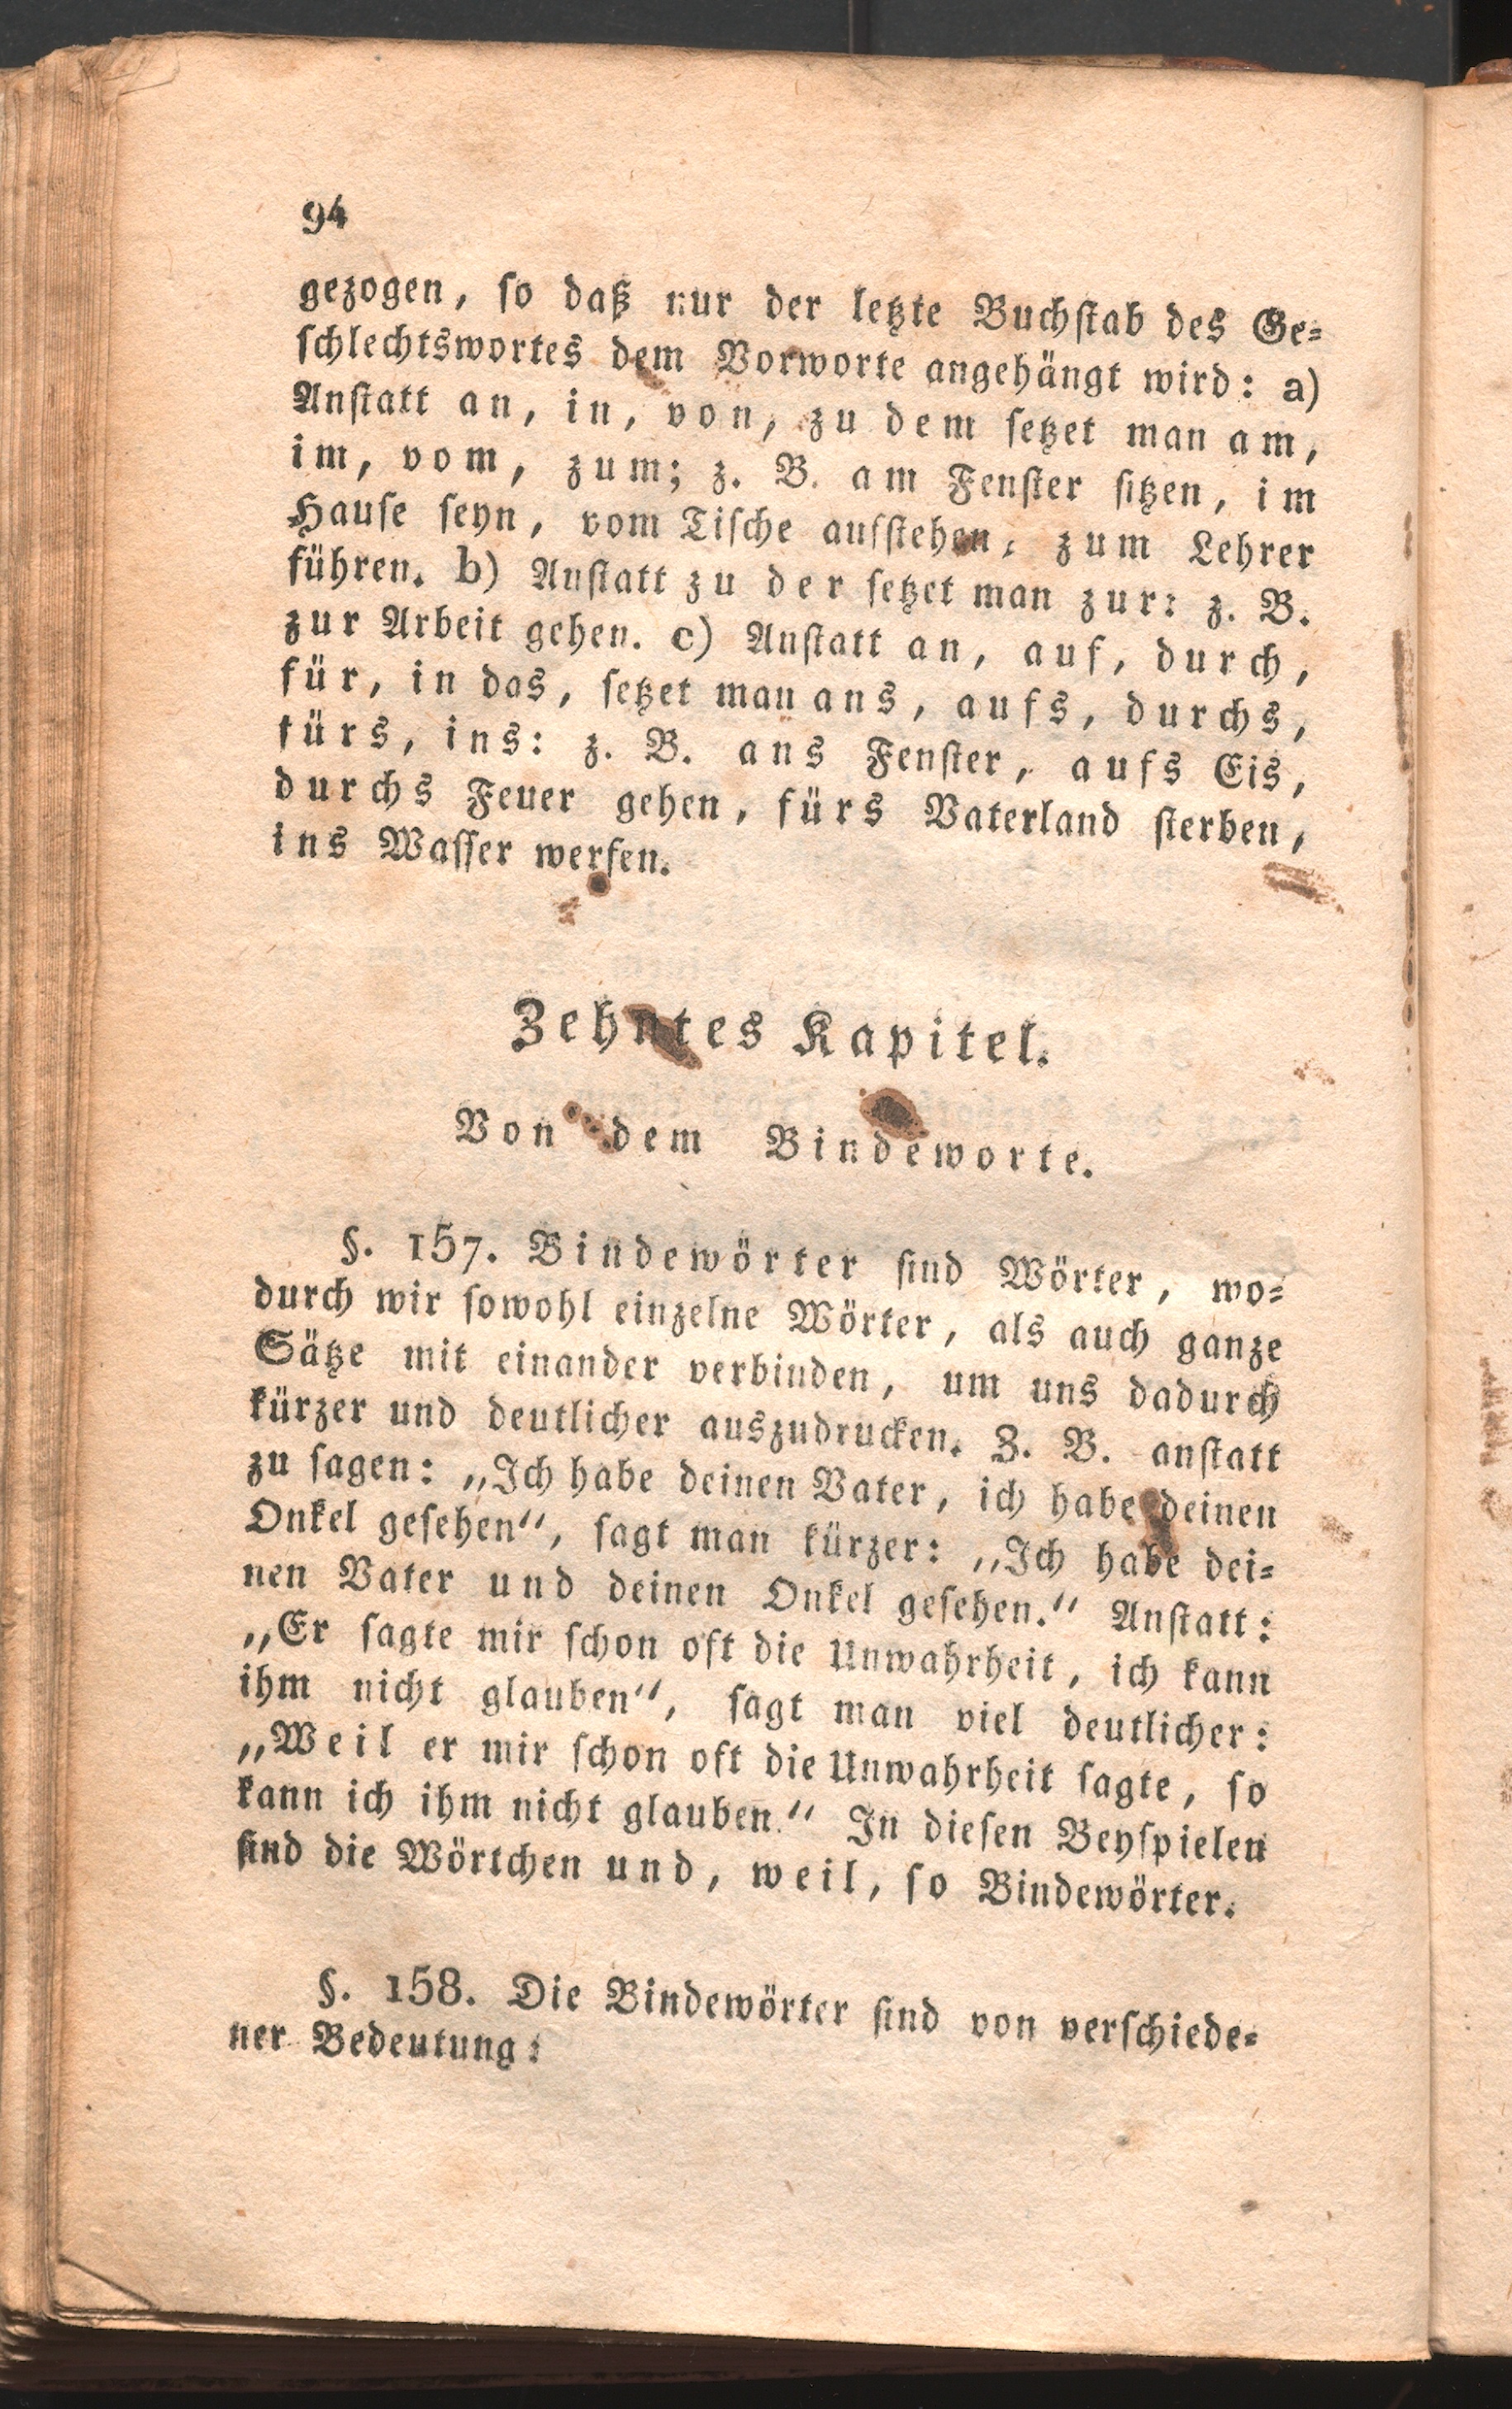 94
gezogen, ſo daß nur der letzte Buchſtab des Ge⸗
ſchlechtswortes dem Vorworte angehängt wird: a)
Anſtatt an, in, von, zu dem ſetzet man am,
im, vom, zum; z. B. am Fenſter ſitzen, im
Hauſe ſeyn, vom Tiſche aufſtehen, zum Lehrer
führen. b) Anſtatt zu der ſetzet man zur: z. B.
zur Arbeit gehen. c) Anſtatt an, auf, durch,
für, in das, ſetzet man ans, aufs, durchs,
fürs, ins: z. B. ans Fenſter, aufs Eis,
durchs Feuer gehen, fürs Vaterland ſterben,
ins Waſſer werfen.
Zehntes Kapitel.
Von dem Bindeworte.
§. 157. Bindewörter ſind Wörter, wo⸗
durch wir ſowohl einzelne Wörter, als auch ganze
Sätze mit einander verbinden, um uns dadurch
kürzer und deutlicher auszudrucken. Z. B. anſtatt
zu ſagen: „Ich habe deinen Vater, ich habe deinen
Onkel geſehen“, ſagt man kürzer: „Ich habe dei⸗
nen Vater und deinen Onkel geſehen.“ Anſtatt:
„Er ſagte mir ſchon oft die Unwahrheit, ich kann
ihm nicht glauben“, ſagt man viel deutlicher:
„Weil er mir ſchon oft die Unwahrheit ſagte, ſo
kann ich ihm nicht glauben.“ In dieſen Beyſpielen
ſind die Wörtchen und, weil, ſo Bindewörter.
§. 158. Die Bindewörter ſind von verſchiede⸗
ner Bedeutung: